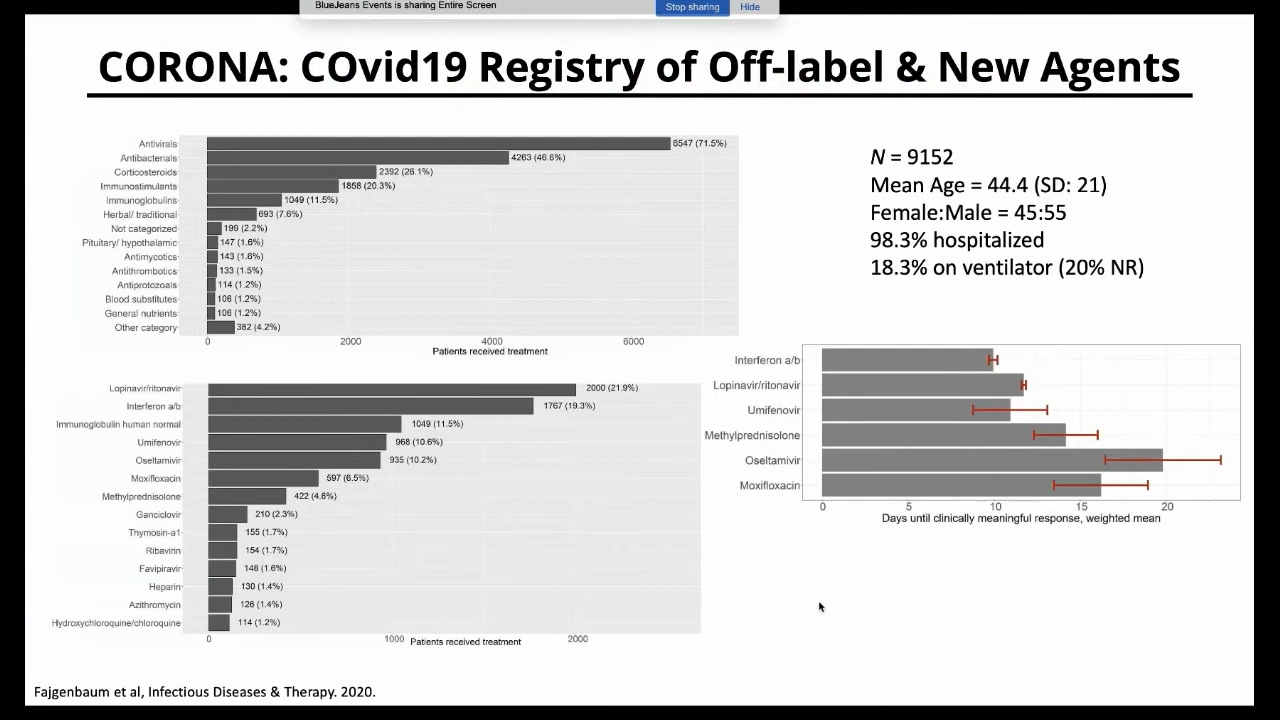 BlueJeans Events is sharing Entire Screen
Stop sharing
Hide
CORONA: COvid19 Registry of Off-label & New Agents
Antivirals 6547 (71.5%)
Antibacterials 4263 (46.6%)
Corticosteroids 2392 (26.1%)
Immunostimulants 1858 (20.3%)
Immunoglobulins 1049 (11.5%)
Herbal/ traditional 693 (7.6%)
Not categorized 199 (2.2%)
Pituitary/ hypothalamic 147 (1.6%)
Antimycotics 143 (1.6%)
Antithrombotics 133 (1.5%)
Antiprotozoals 114 (1.2%)
Blood substitutes 106 (1.2%)
General nutrients 106 (1.2%)
Other category 382 (4.2%)
0 2000 4000 6000
Patients received treatment
N = 9152
Mean Age = 44.4 (SD: 21)
Female:Male = 45:55
98.3% hospitalized
18.3% on ventilator (20% NR)
Lopinavir/ritonavir 2000 (21.9%)
Interferon a/b 1767 (19.3%)
Immunoglobulin human normal 1049 (11.5%)
Umifenovir 968 (10.6%)
Oseltamivir 935 (10.2%)
Moxifloxacin 597 (6.5%)
Methylprednisolone 422 (4.6%)
Ganciclovir 210 (2.3%)
Thymosin-a1 155 (1.7%)
Ribavirin 154 (1.7%)
Favipiravir 148 (1.6%)
Heparin 130 (1.4%)
Azithromycin 126 (1.4%)
Hydroxychloroquine/chloroquine 114 (1.2%)
0 1000 2000
Patients received treatment
Interferon a/b
Lopinavir/ritonavir
Umifenovir
Methylprednisolone
Oseltamivir
Moxifloxacin
0 5 10 15 20
Days until clinically meaningful response, weighted mean
Fajgenbaum et al, Infectious Diseases & Therapy. 2020.